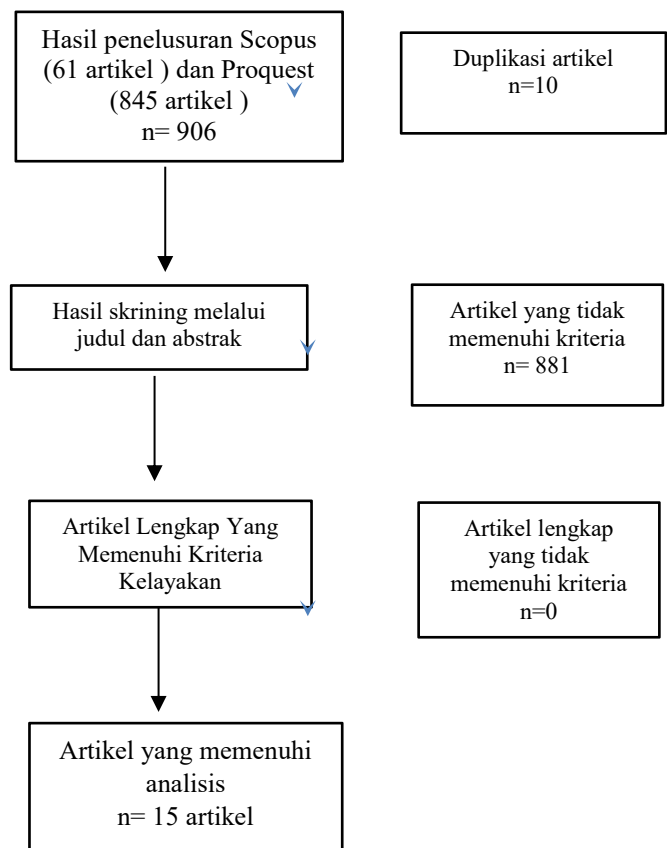 Hasil penelusuran Scopus
(61 artikel ) dan Proquest
(845 artikel )
n= 906
Duplikasi artikel
n=10
Hasil skrining melalui
judul dan abstrak
Artikel yang tidak
memenuhi kriteria
n= 881
Artikel Lengkap Yang
Memenuhi Kriteria
Kelayakan
Artikel lengkap
yang tidak
memenuhi kriteria
n=0
Artikel yang memenuhi
analisis
n= 15 artikel